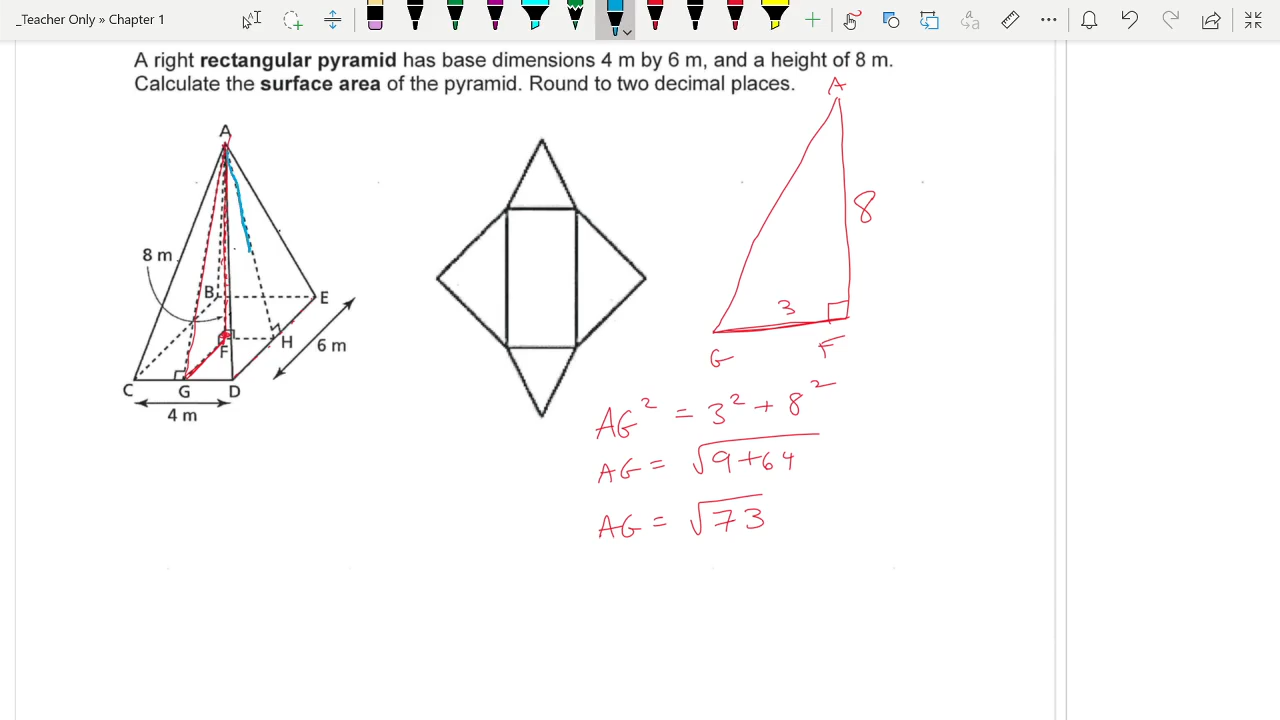 _Teacher Only » Chapter 1
A right rectangular pyramid has base dimensions 4 m by 6 m, and a height of 8 m.
Calculate the surface area of the pyramid. Round to two decimal places.
A
8 m
B
E
F
H
6 m
C
G
D
4 m
A
8
3
G
F
AG² = 3² + 8²
AG = √9+64
AG = √73